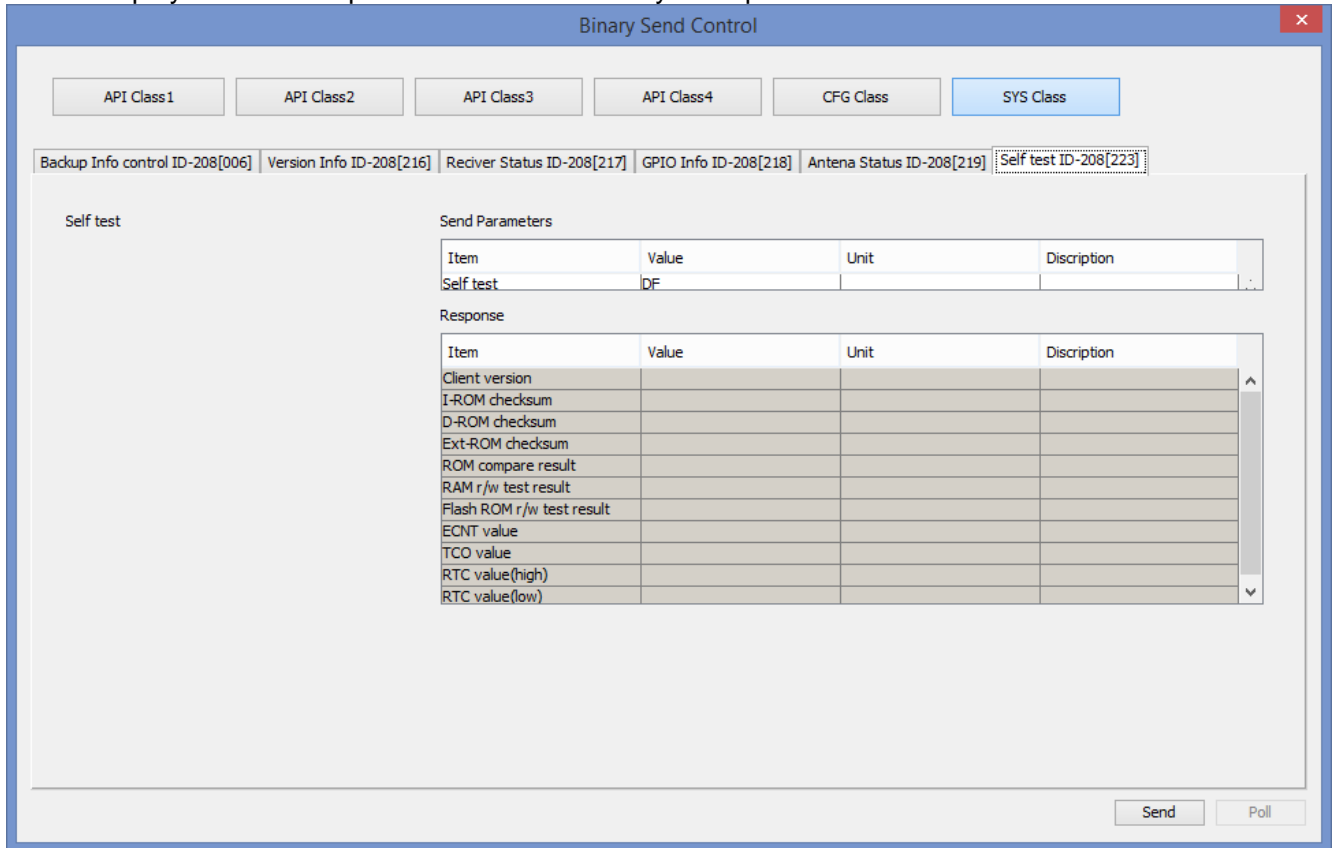 Binary Send Control
API Class1 API Class2 API Class3 API Class4 CFG Class SYS Class
Backup Info control ID-208[006] Version Info ID-208[216] Reciver Status ID-208[217] GPIO Info ID-208[218] Antena Status ID-208[219] Self test ID-208[223]
Self test Send Parameters
Item Value Unit Discription
Self test DF
Response
Item Value Unit Discription
Client version
I-ROM checksum
D-ROM checksum
Ext-ROM checksum
ROM compare result
RAM r/w test result
Flash ROM r/w test result
ECNT value
TCO value
RTC value(high)
RTC value(low)
Send Poll